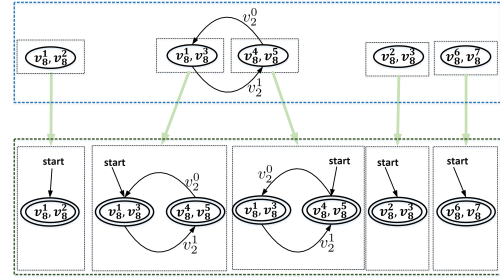 v_2^0
v_8^1, v_8^2
v_8^1, v_8^3
v_8^4, v_8^5
v_8^2, v_8^3
v_8^6, v_8^7
v_2^1
start
start
start
start
start
v_2^0
v_2^0
v_8^1, v_8^2
v_8^1, v_8^3
v_8^4, v_8^5
v_8^1, v_8^3
v_8^4, v_8^5
v_8^2, v_8^3
v_8^6, v_8^7
v_2^1
v_2^1